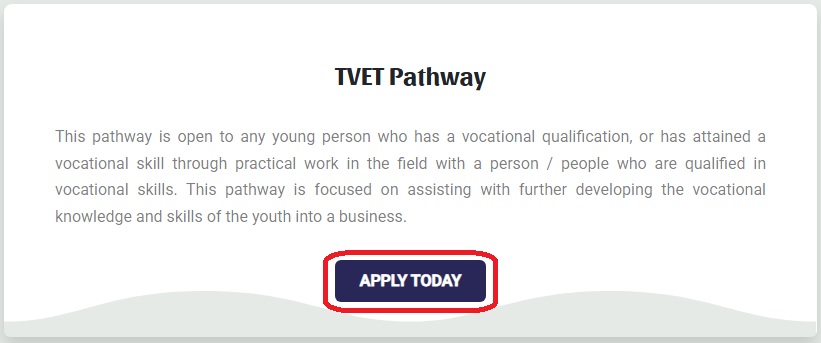 TVET Pathway
This pathway is open to any young person who has a vocational qualification, or has attained a
vocational skill through practical work in the field with a person / people who are qualified in
vocational skills. This pathway is focused on assisting with further developing the vocational
knowledge and skills of the youth into a business.
APPLY TODAY